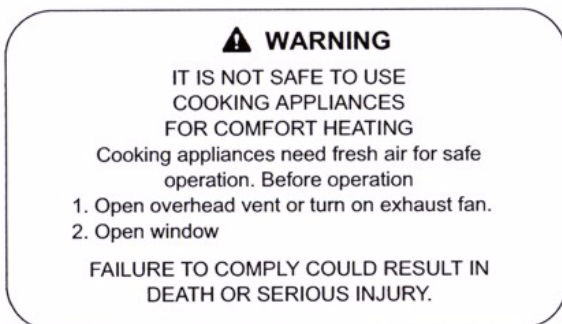 WARNING
IT IS NOT SAFE TO USE
COOKING APPLIANCES
FOR COMFORT HEATING
Cooking appliances need fresh air for safe
operation. Before operation
1. Open overhead vent or turn on exhaust fan.
2. Open window
FAILURE TO COMPLY COULD RESULT IN
DEATH OR SERIOUS INJURY.